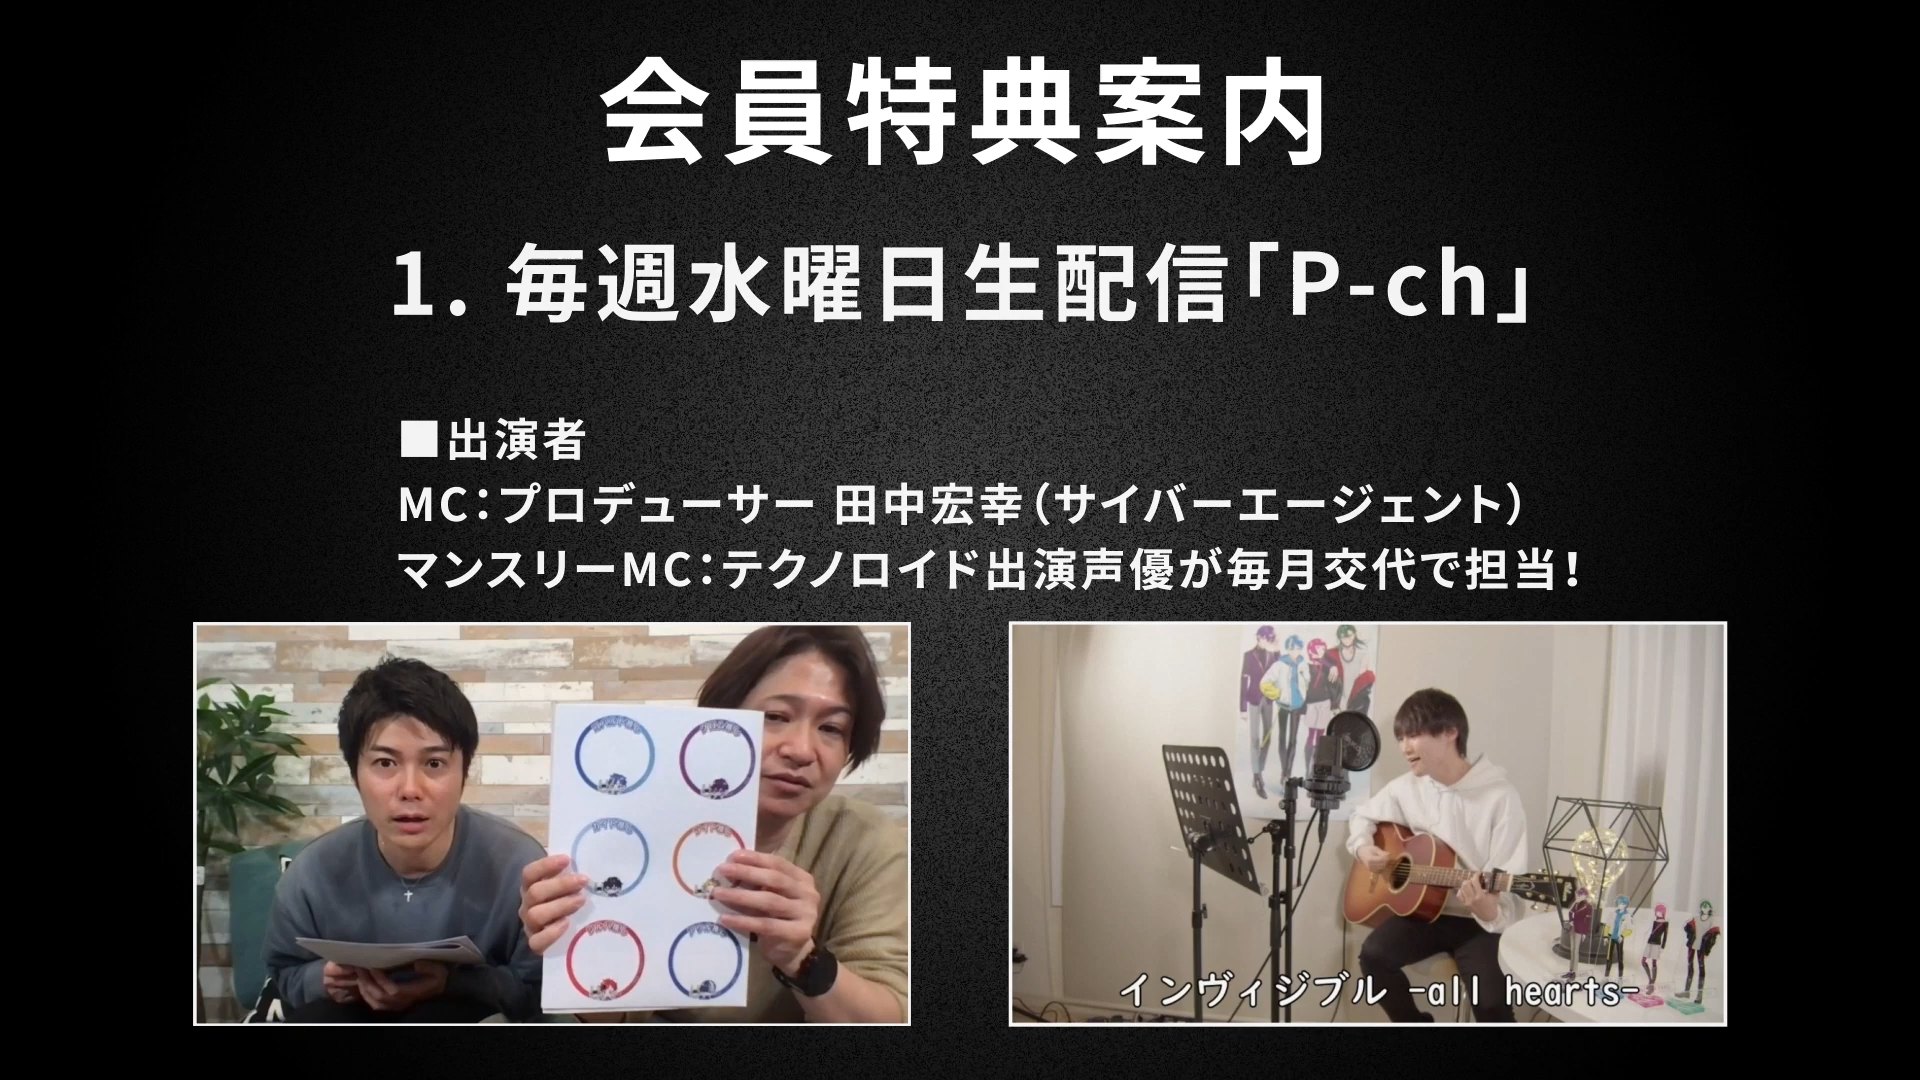 会員特典案内
1. 毎週水曜日生配信「P-ch」
■出演者
MC：プロデューサー 田中宏幸（サイバーエージェント）
マンスリーMC：テクノロイド出演声優が毎月交代で担当！
インヴィジブル -all hearts-